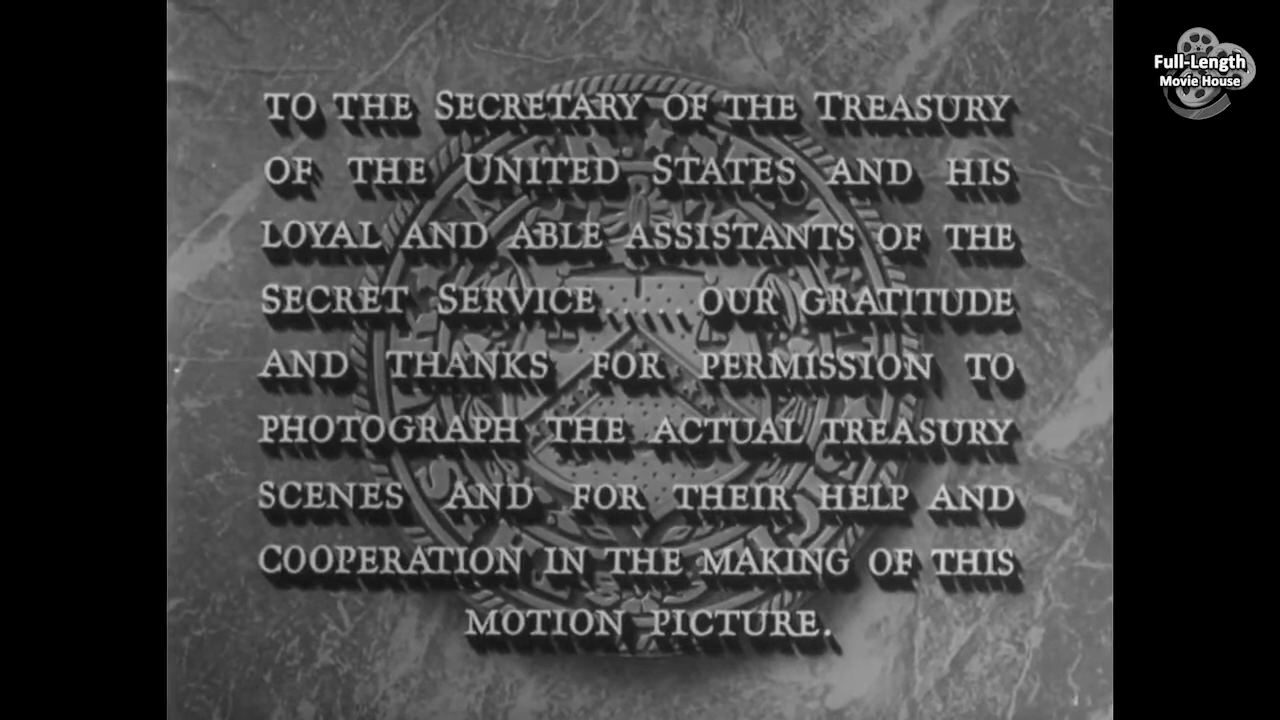 TO THE SECRETARY OF THE TREASURY
OF THE UNITED STATES AND HIS
LOYAL AND ABLE ASSISTANTS OF THE
SECRET SERVICE..... OUR GRATITUDE
AND THANKS FOR PERMISSION TO
PHOTOGRAPH THE ACTUAL TREASURY
SCENES AND FOR THEIR HELP AND
COOPERATION IN THE MAKING OF THIS
MOTION PICTURE.
Full-Length
Movie House